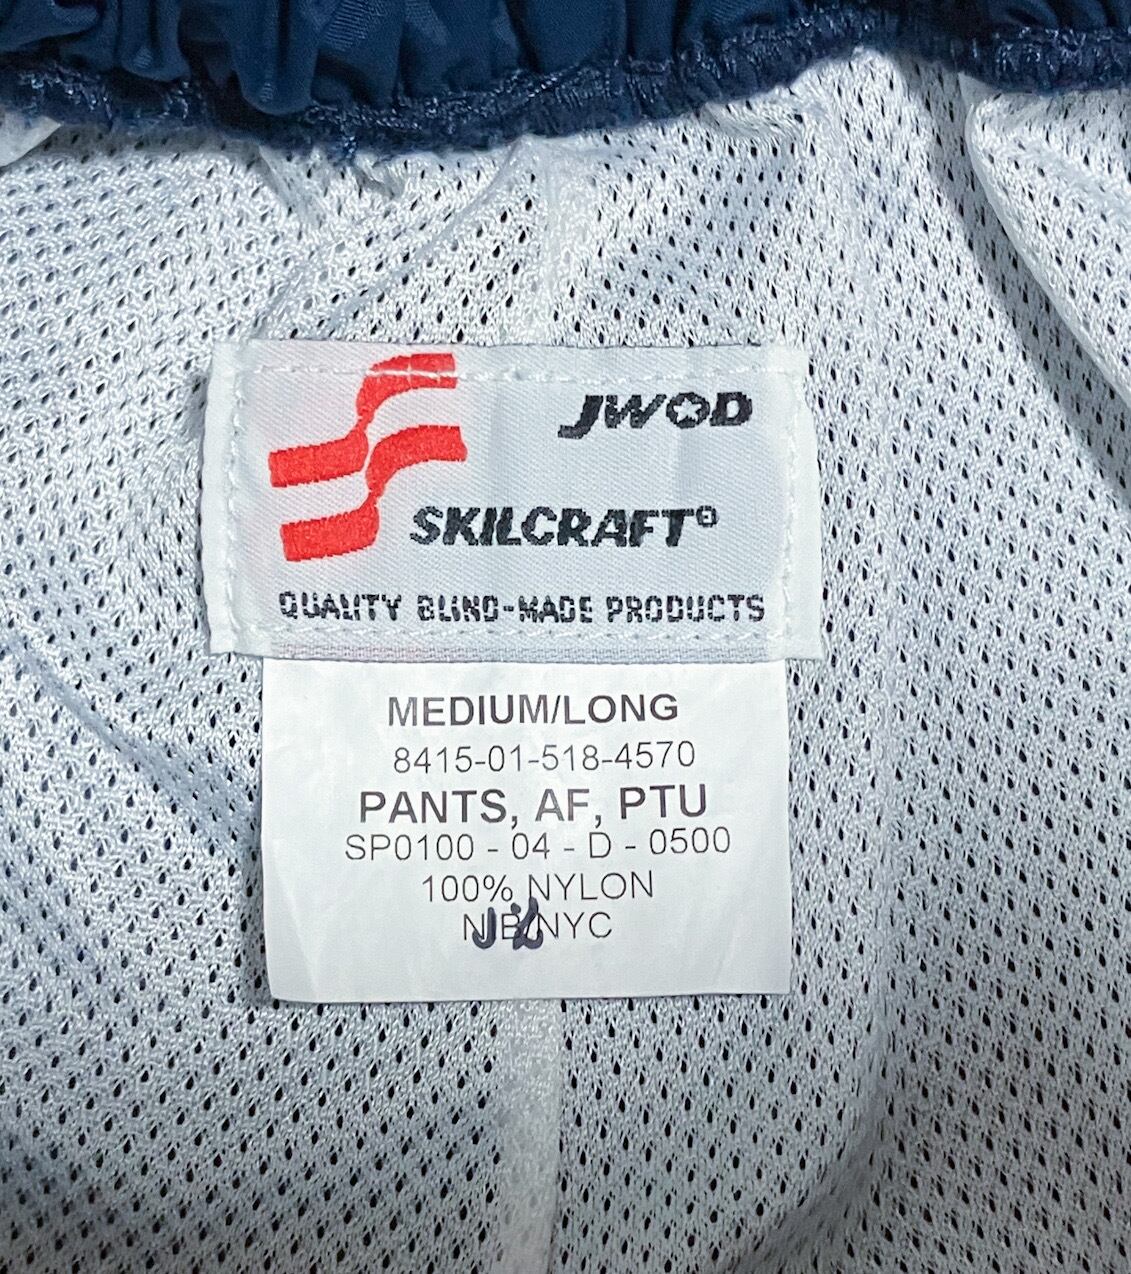 JWOD
SKILCRAFT®
QUALITY BLIND-MADE PRODUCTS
MEDIUM/LONG
8415-01-518-4570
PANTS, AF, PTU
SP0100 - 04 - D - 0500
100% NYLON
NIB/NYC